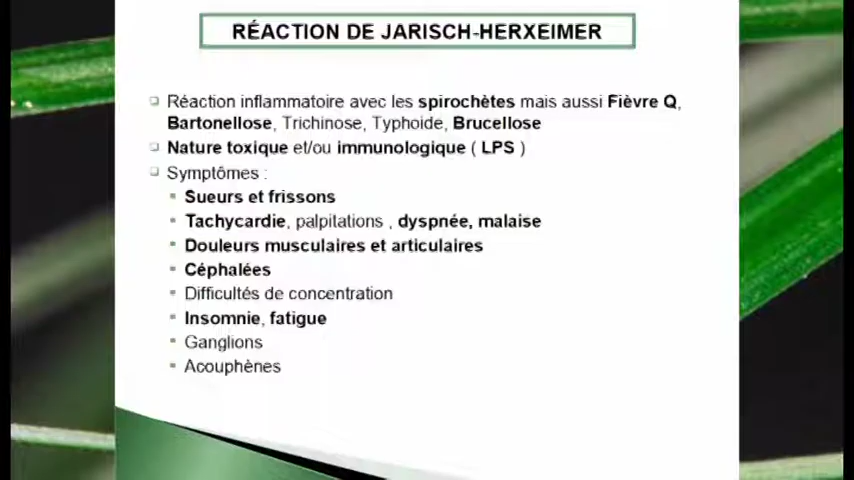 RÉACTION DE JARISCH-HERXEIMER
Réaction inflammatoire avec les spirochètes mais aussi Fièvre Q,
Bartonellose, Trichinose, Typhoide, Brucellose
Nature toxique et/ou immunologique ( LPS )
Symptômes :
Sueurs et frissons
Tachycardie, palpitations , dyspnée, malaise
Douleurs musculaires et articulaires
Céphalées
Difficultés de concentration
Insomnie, fatigue
Ganglions
Acouphènes